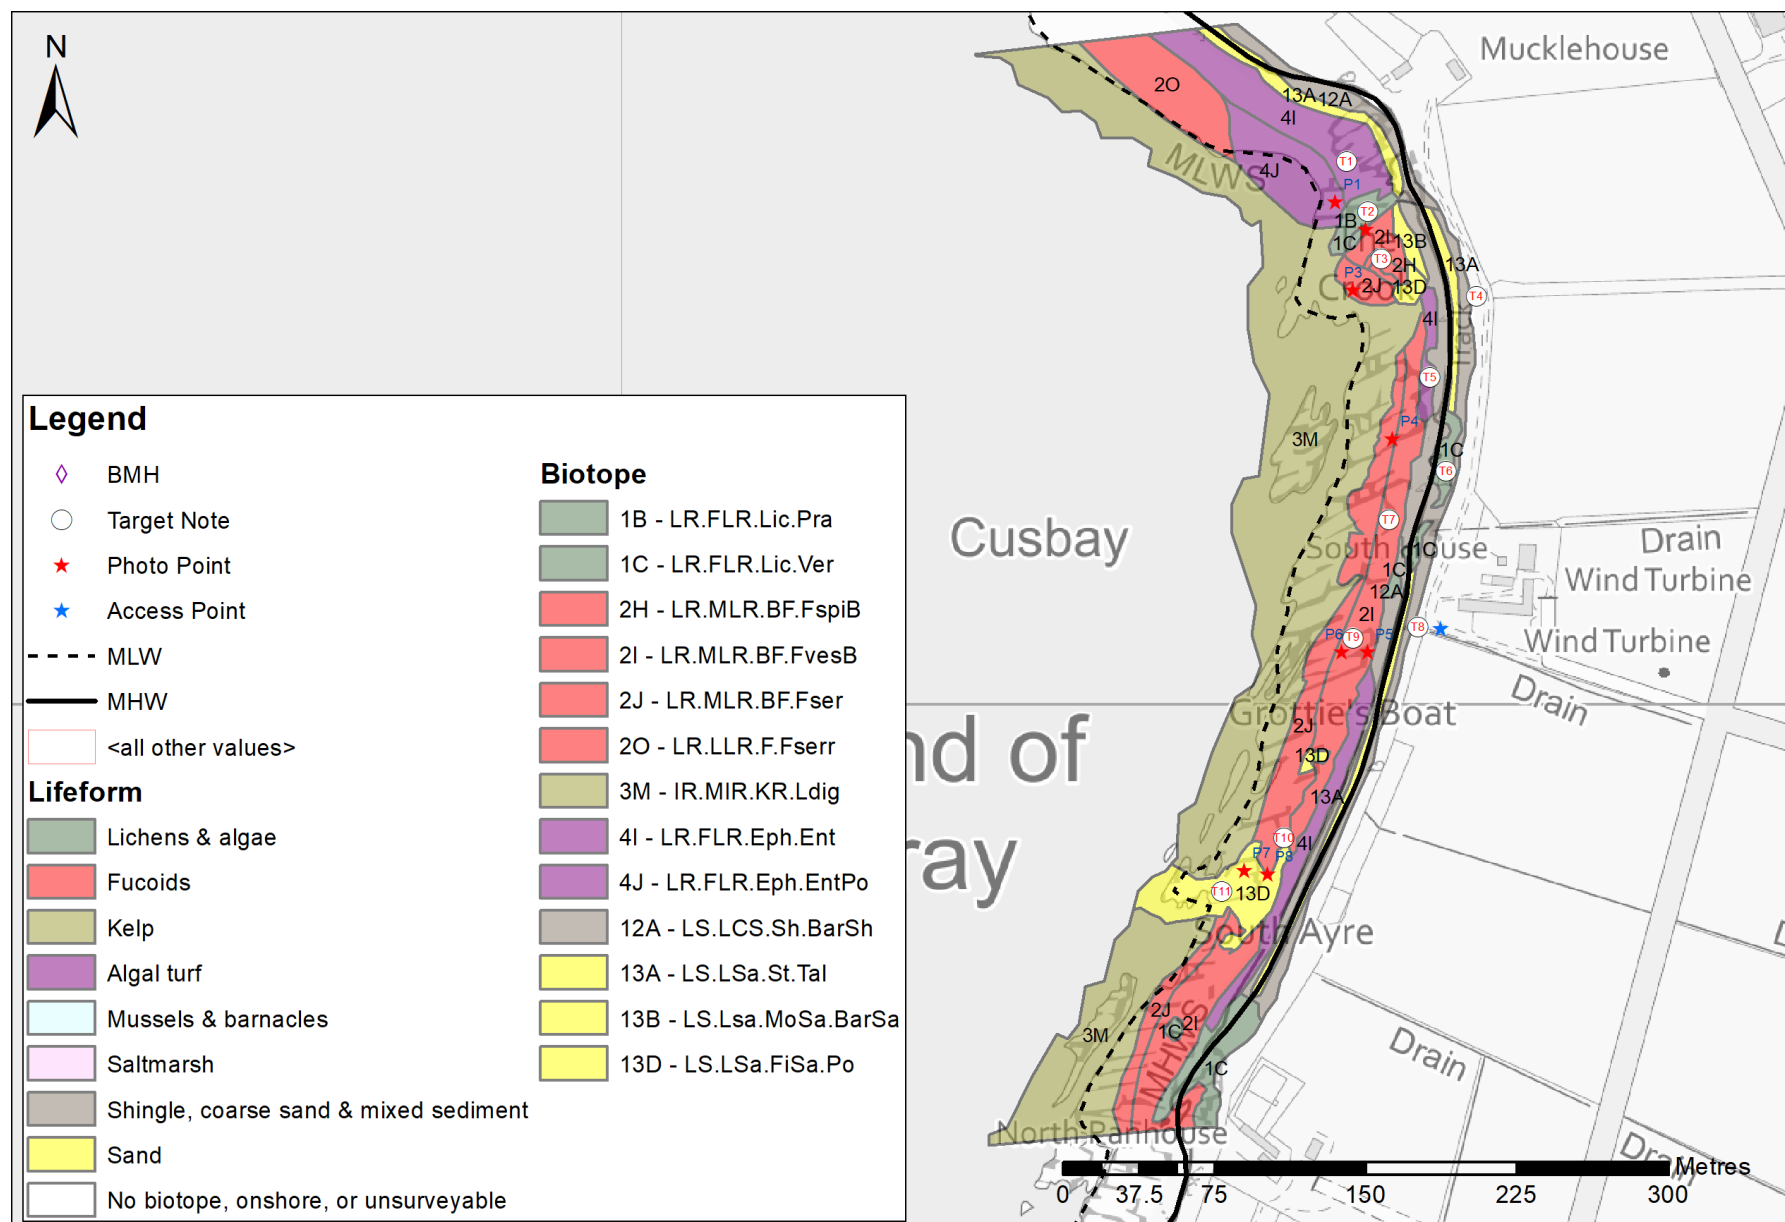 N
Mucklehouse
2O
13A
12A
4I
MLWS
4J
T1
P1
T2
1B
2I
13B
1C
T3
2H
13A
P3
2J
13D
Crook
T4
4I
Track
T5
P4
3M
1C
T6
Cusbay
T7
South House
1C
1C
12A
Drain
Wind Turbine
2I
T8
P6
T9
P5
Wind Turbine
Drain
2J
Grottie's Boat
nd of
13D
13A
T10
4I
P7
P8
ray
T11
13D
South Ayre
2J
2I
1C
3M
MHWS
1C
Drain
North Panhouse
Drain
Metres
0 37.5 75 150 225 300
Legend
BMH
Target Note
Photo Point
Access Point
MLW
MHW
<all other values>
Lifeform
Lichens & algae
Fucoids
Kelp
Algal turf
Mussels & barnacles
Saltmarsh
Shingle, coarse sand & mixed sediment
Sand
No biotope, onshore, or unsurveyable
Biotope
1B - LR.FLR.Lic.Pra
1C - LR.FLR.Lic.Ver
2H - LR.MLR.BF.FspiB
2I - LR.MLR.BF.FvesB
2J - LR.MLR.BF.Fser
2O - LR.LLR.F.Fserr
3M - IR.MIR.KR.Ldig
4I - LR.FLR.Eph.Ent
4J - LR.FLR.Eph.EntPo
12A - LS.LCS.Sh.BarSh
13A - LS.LSa.St.Tal
13B - LS.Lsa.MoSa.BarSa
13D - LS.LSa.FiSa.Po